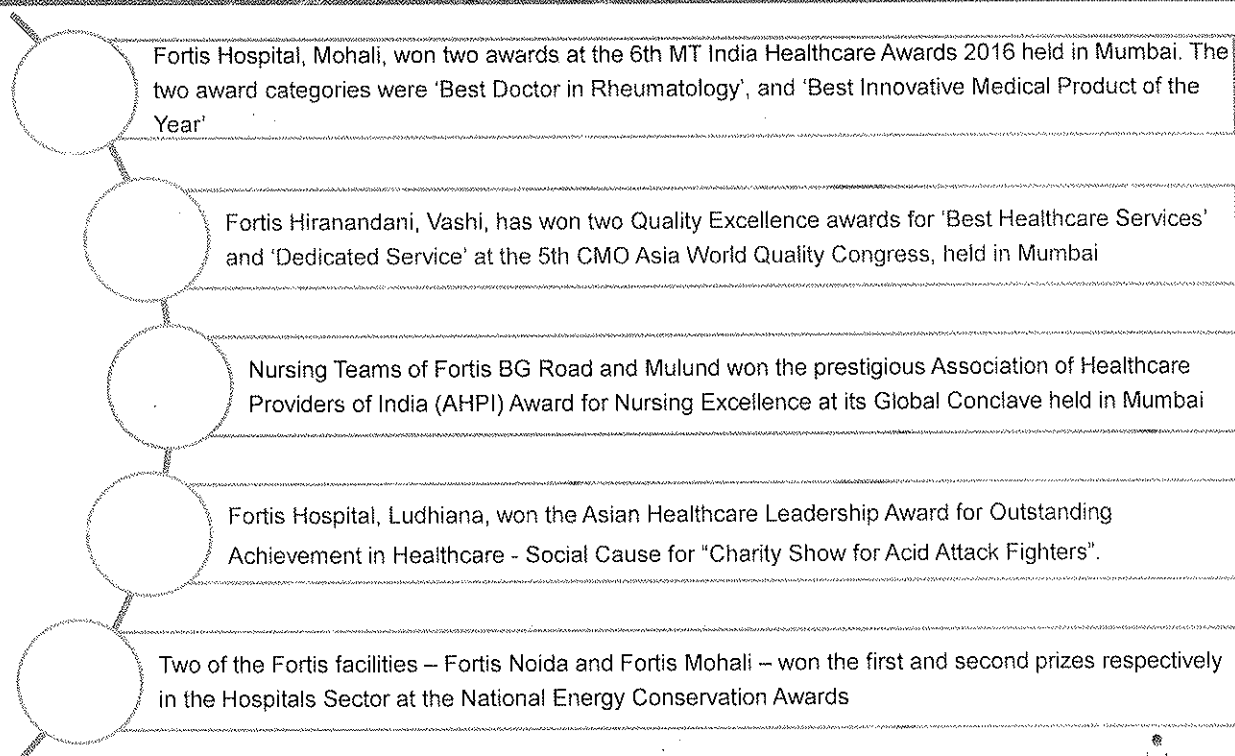 Fortis Hospital, Mohali, won two awards at the 6th MT India Healthcare Awards 2016 held in Mumbai. The
two award categories were 'Best Doctor in Rheumatology', and 'Best Innovative Medical Product of the
Year'
Fortis Hiranandani, Vashi, has won two Quality Excellence awards for 'Best Healthcare Services'
and 'Dedicated Service' at the 5th CMO Asia World Quality Congress, held in Mumbai
Nursing Teams of Fortis BG Road and Mulund won the prestigious Association of Healthcare
Providers of India (AHPI) Award for Nursing Excellence at its Global Conclave held in Mumbai
Fortis Hospital, Ludhiana, won the Asian Healthcare Leadership Award for Outstanding
Achievement in Healthcare - Social Cause for "Charity Show for Acid Attack Fighters".
Two of the Fortis facilities – Fortis Noida and Fortis Mohali – won the first and second prizes respectively
in the Hospitals Sector at the National Energy Conservation Awards